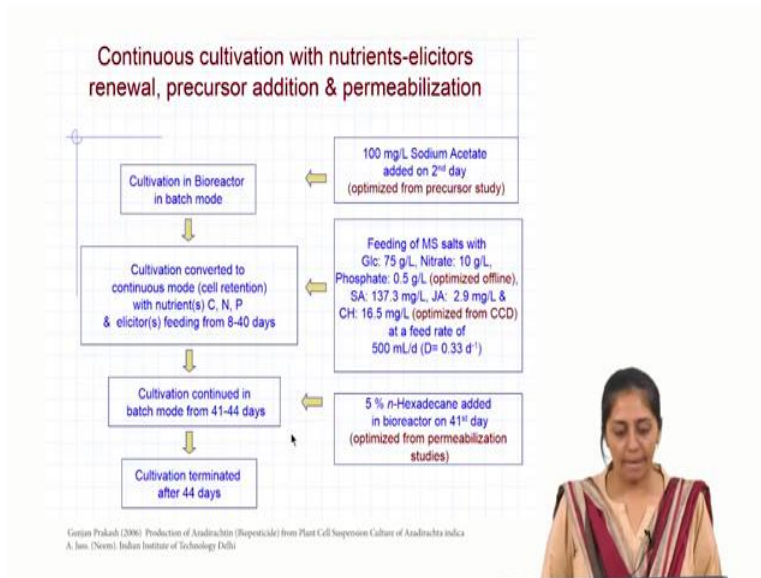 Continuous cultivation with nutrients-elicitors
renewal, precursor addition & permeabilization
Cultivation in Bioreactor
in batch mode
100 mg/L Sodium Acetate
added on 2nd day
(optimized from precursor study)
Cultivation converted to
continuous mode (cell retention)
with nutrient(s) C, N, P
& elicitor(s) feeding from 8-40 days
Feeding of MS salts with
Glc: 75 g/L, Nitrate: 10 g/L,
Phosphate: 0.5 g/L (optimized offline),
SA: 137.3 mg/L, JA: 2.9 mg/L &
CH: 16.5 mg/L (optimized from CCD)
at a feed rate of
500 mL/d (D= 0.33 d-1)
Cultivation continued in
batch mode from 41-44 days
5 % n-Hexadecane added
in bioreactor on 41st day
(optimized from permeabilization
studies)
Cultivation terminated
after 44 days
Gunjan Prakash (2006) Production of Azadirachtin (Biopesticide) from Plant Cell Suspension Culture of Azadirachta indica
A. Juss. (Neem). Indian Institute of Technology Delhi